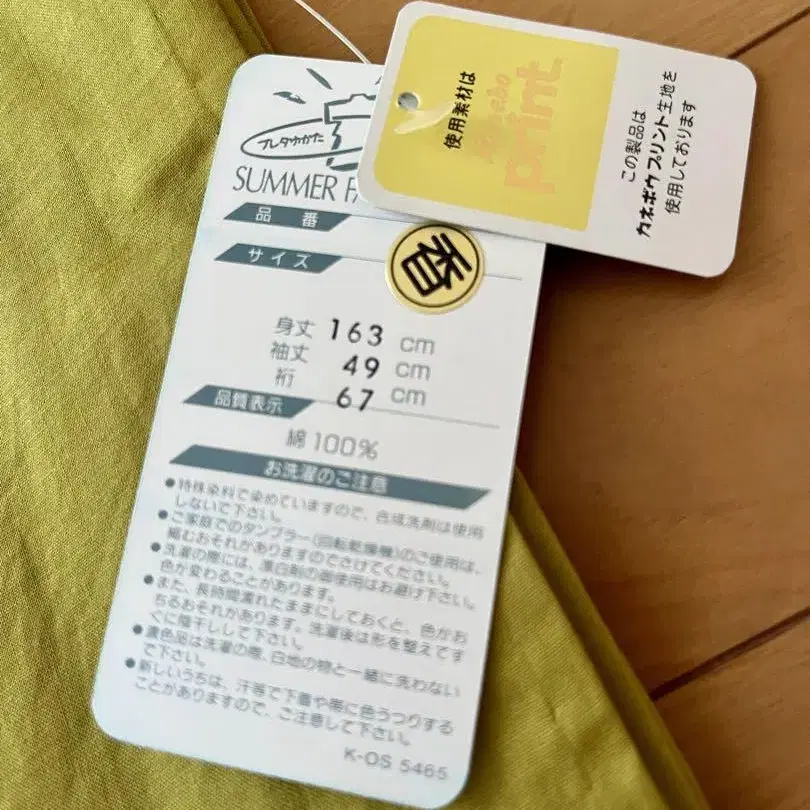 プレタゆかた
SUMMER FA
品番
サイズ
香
身丈 163 cm
袖丈 49 cm
裄 67 cm
品質表示
綿100%
お洗濯のご注意
●特殊染料で染めていますので、合成洗剤は使用
しないで下さい。
●ご家庭でのタンブラー(回転乾燥機)のご使用は、
縮むおそれがありますのでさけてください。
●洗濯の際には、漂白剤の御使用はお避け下さい。
色が変わることがあります。
●また、長時間濡れたままにしておくと、色がお
ちるおそれがあります。洗濯後は形を整えてす
ぐに陰干しして下さい。
●濃色品は洗濯の際、白地の物と一緒に洗わない
で下さい。
●新しいうちは、汗等で下着や帯に色うつりする
ことがありますので、ご注意して下さい。
K-OS 5465
使用素材は
Kanebo
print
この製品は
カネボウプリント生地を
使用しております